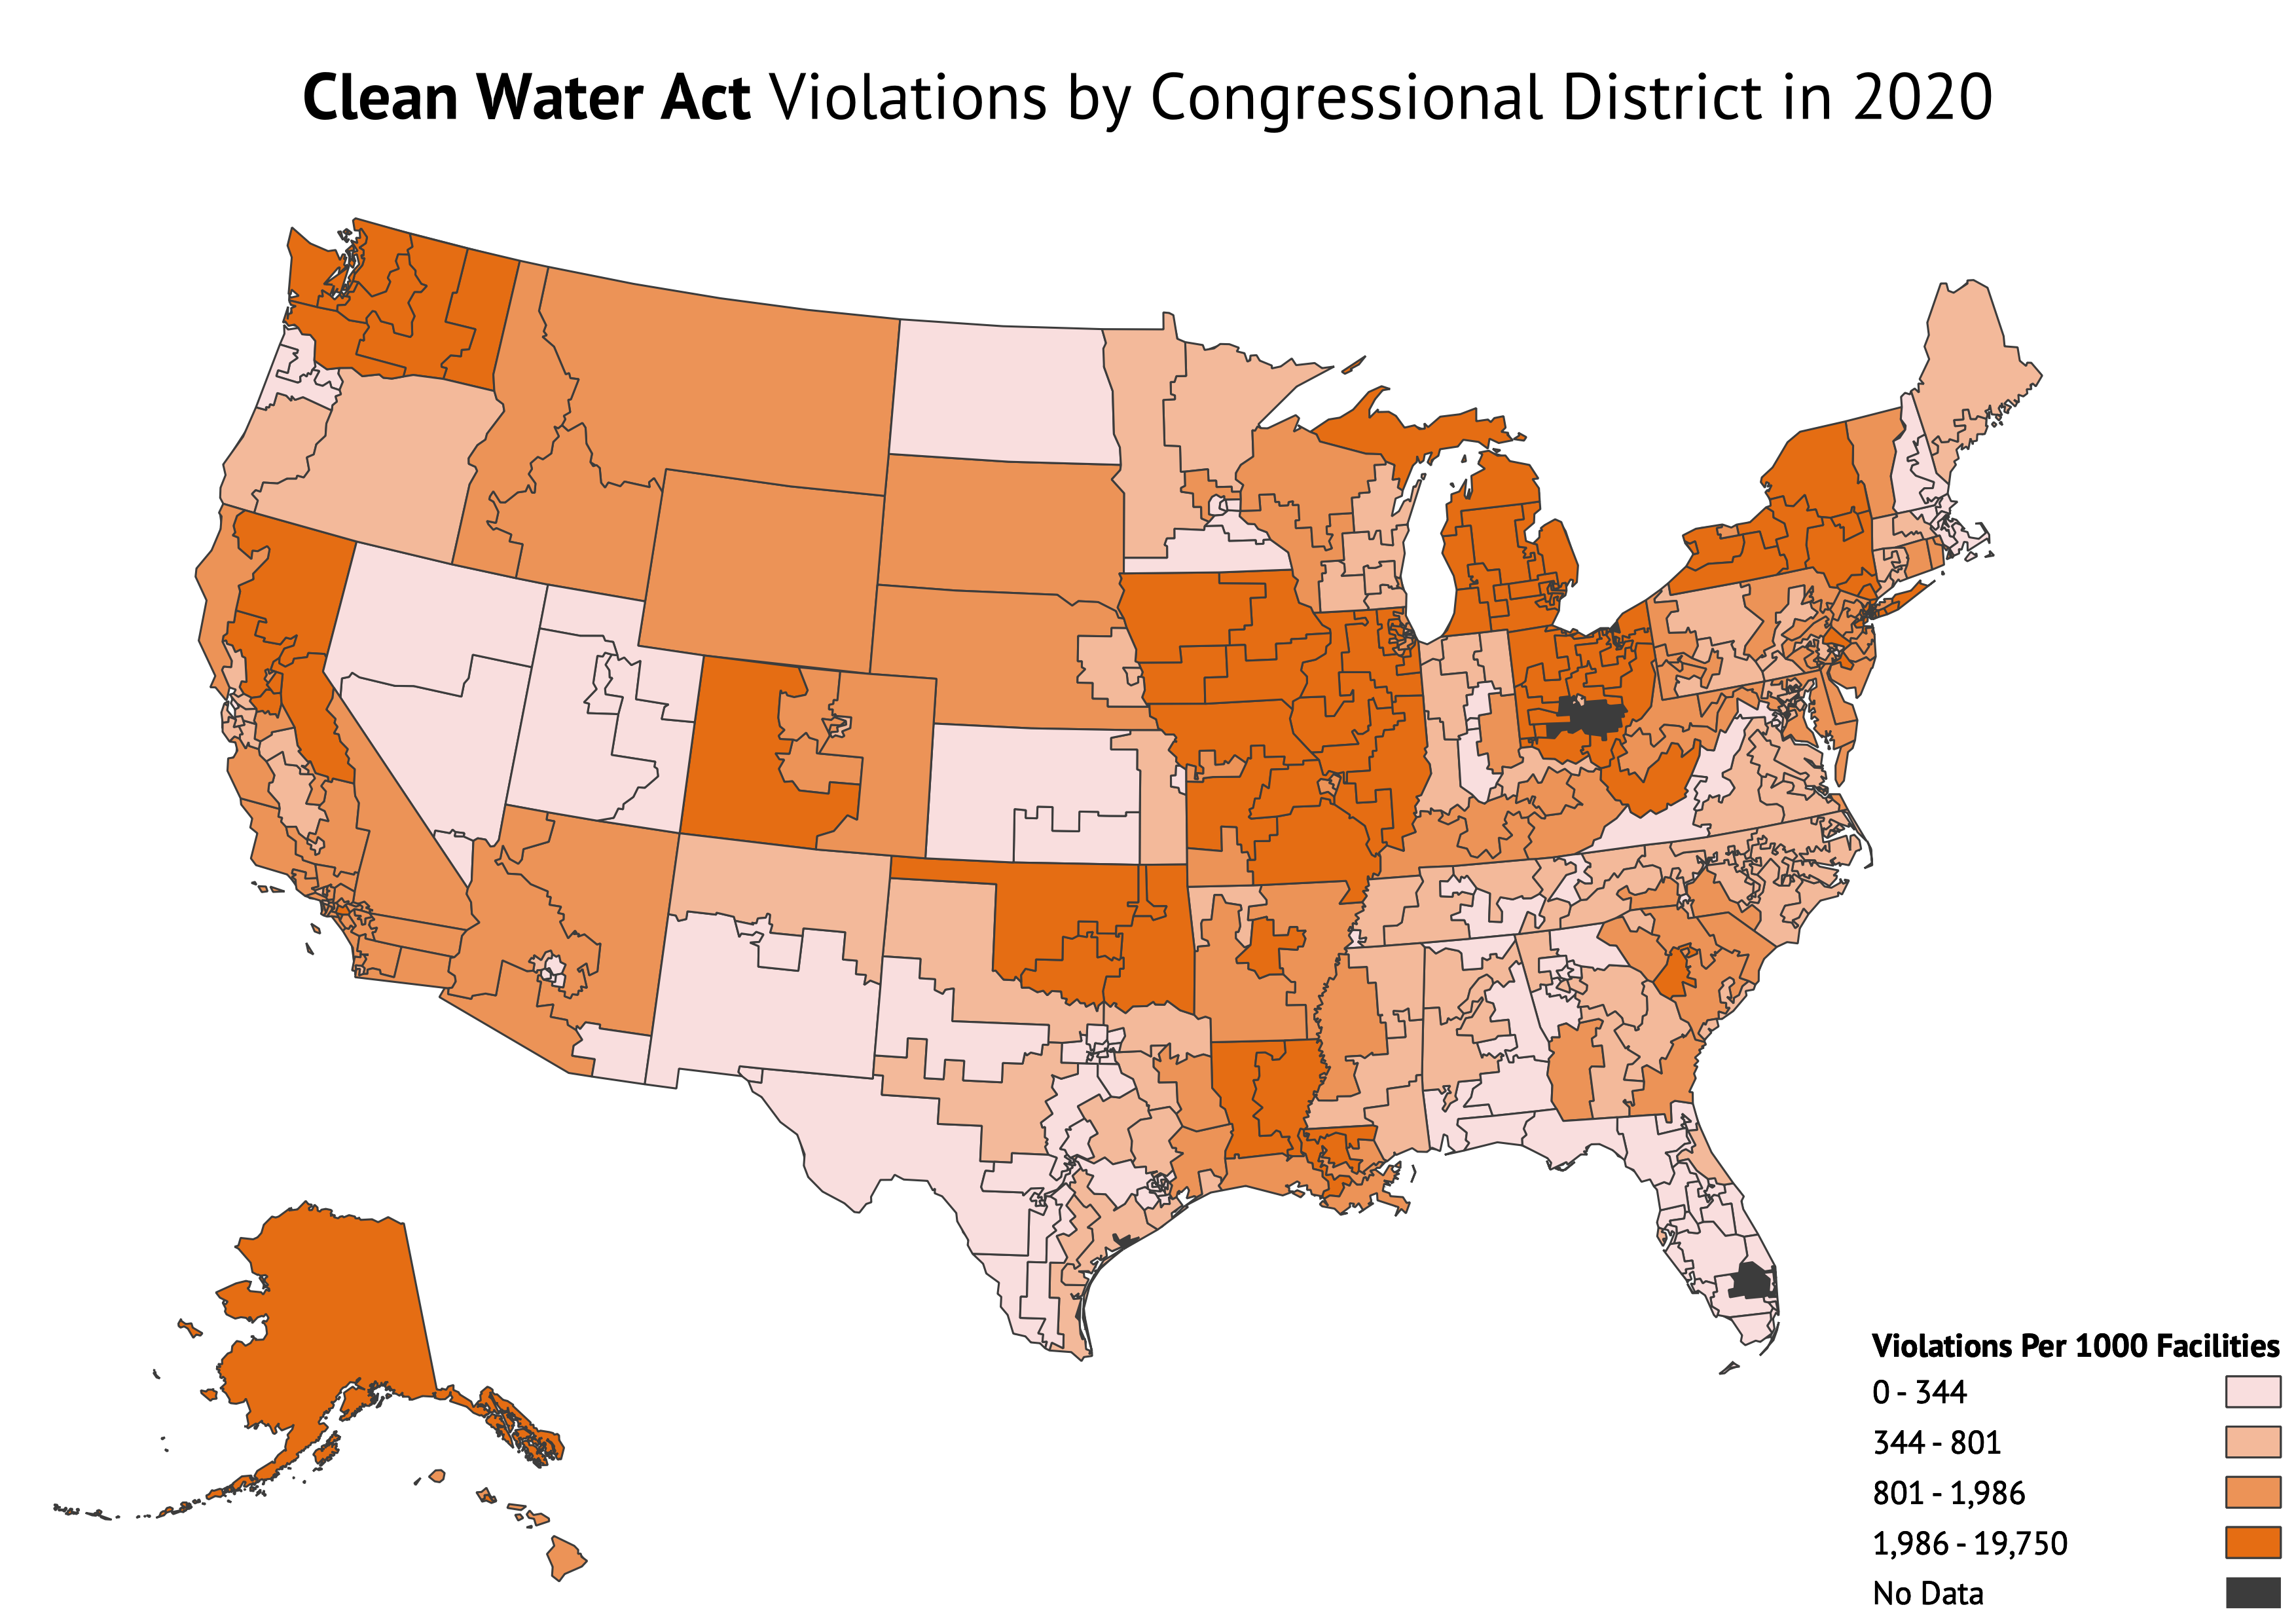 Clean Water Act Violations by Congressional District in 2020
Violations Per 1000 Facilities
0 - 344
344 - 801
801 - 1,986
1,986 - 19,750
No Data